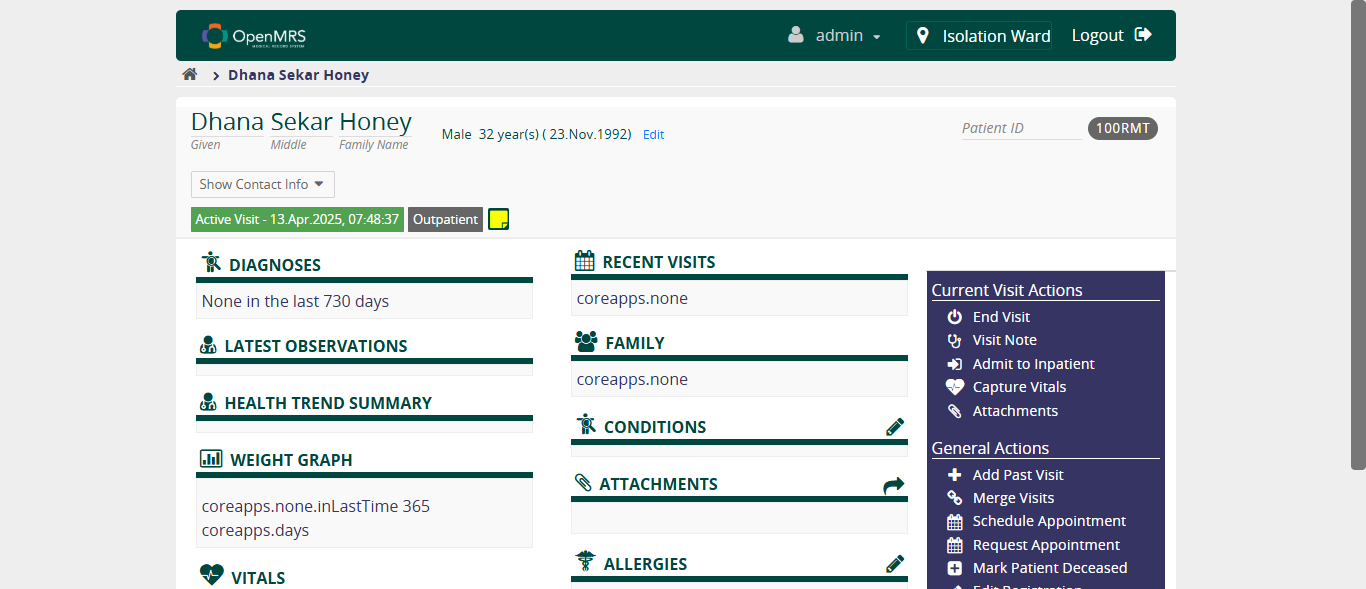 OpenMRS
MEDICAL RECORD SYSTEM
admin
Isolation Ward
Logout
Dhana Sekar Honey
Dhana Sekar Honey
Given Middle Family Name
Male 32 year(s) ( 23.Nov.1992) Edit
Patient ID
100RMT
Show Contact Info
Active Visit - 13.Apr.2025, 07:48:37
Outpatient
DIAGNOSES
None in the last 730 days
LATEST OBSERVATIONS
HEALTH TREND SUMMARY
WEIGHT GRAPH
coreapps.none.inLastTime 365
coreapps.days
VITALS
RECENT VISITS
coreapps.none
FAMILY
coreapps.none
CONDITIONS
ATTACHMENTS
ALLERGIES
Current Visit Actions
End Visit
Visit Note
Admit to Inpatient
Capture Vitals
Attachments
General Actions
Add Past Visit
Merge Visits
Schedule Appointment
Request Appointment
Mark Patient Deceased
Edit Registration